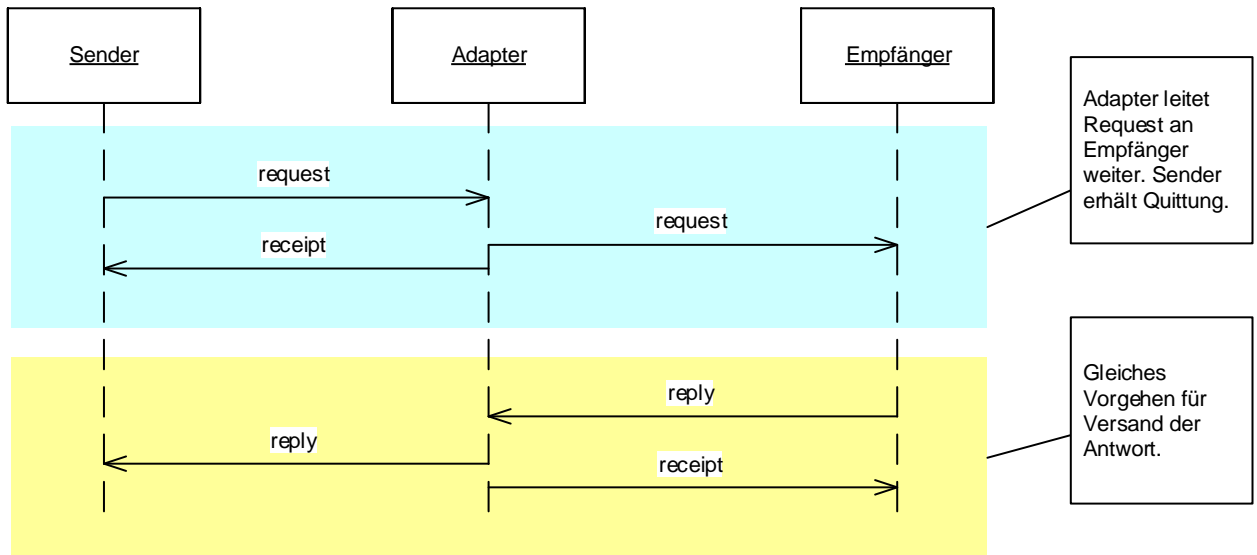 Sender
Adapter
Empfänger
Adapter leitet
Request an
Empfänger
weiter. Sender
erhält Quittung.
request
request
receipt
Gleiches
Vorgehen für
Versand der
Antwort.
reply
reply
receipt